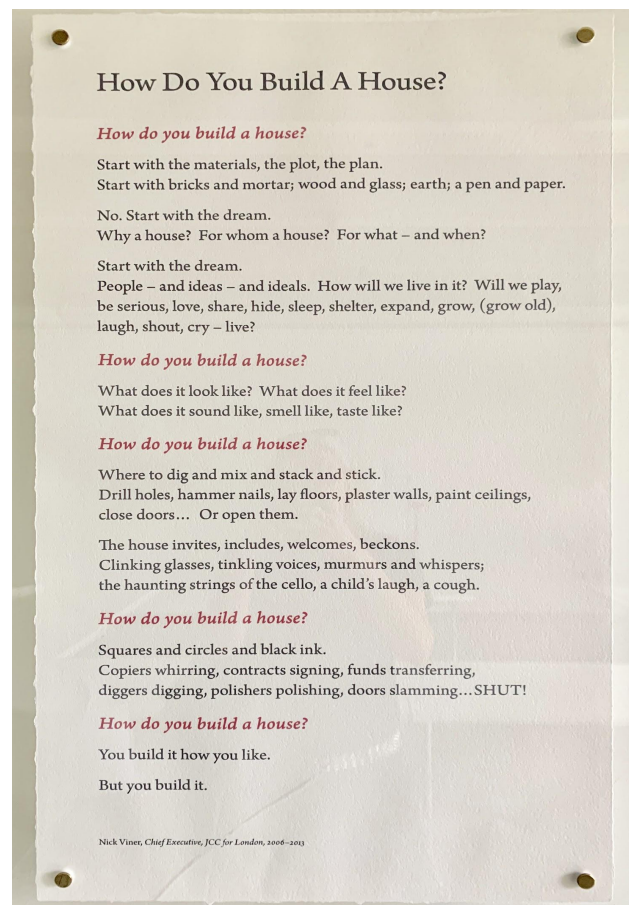 How Do You Build A House?
How do you build a house?
Start with the materials, the plot, the plan.
Start with bricks and mortar; wood and glass; earth; a pen and paper.
No. Start with the dream.
Why a house? For whom a house? For what – and when?
Start with the dream.
People – and ideas – and ideals. How will we live in it? Will we play,
be serious, love, share, hide, sleep, shelter, expand, grow, (grow old),
laugh, shout, cry – live?
How do you build a house?
What does it look like? What does it feel like?
What does it sound like, smell like, taste like?
How do you build a house?
Where to dig and mix and stack and stick.
Drill holes, hammer nails, lay floors, plaster walls, paint ceilings,
close doors... Or open them.
The house invites, includes, welcomes, beckons.
Clinking glasses, tinkling voices, murmurs and whispers;
the haunting strings of the cello, a child's laugh, a cough.
How do you build a house?
Squares and circles and black ink.
Copiers whirring, contracts signing, funds transferring,
diggers digging, polishers polishing, doors slamming...SHUT!
How do you build a house?
You build it how you like.
But you build it.
Nick Viner, Chief Executive, JCC for London, 2006–2013